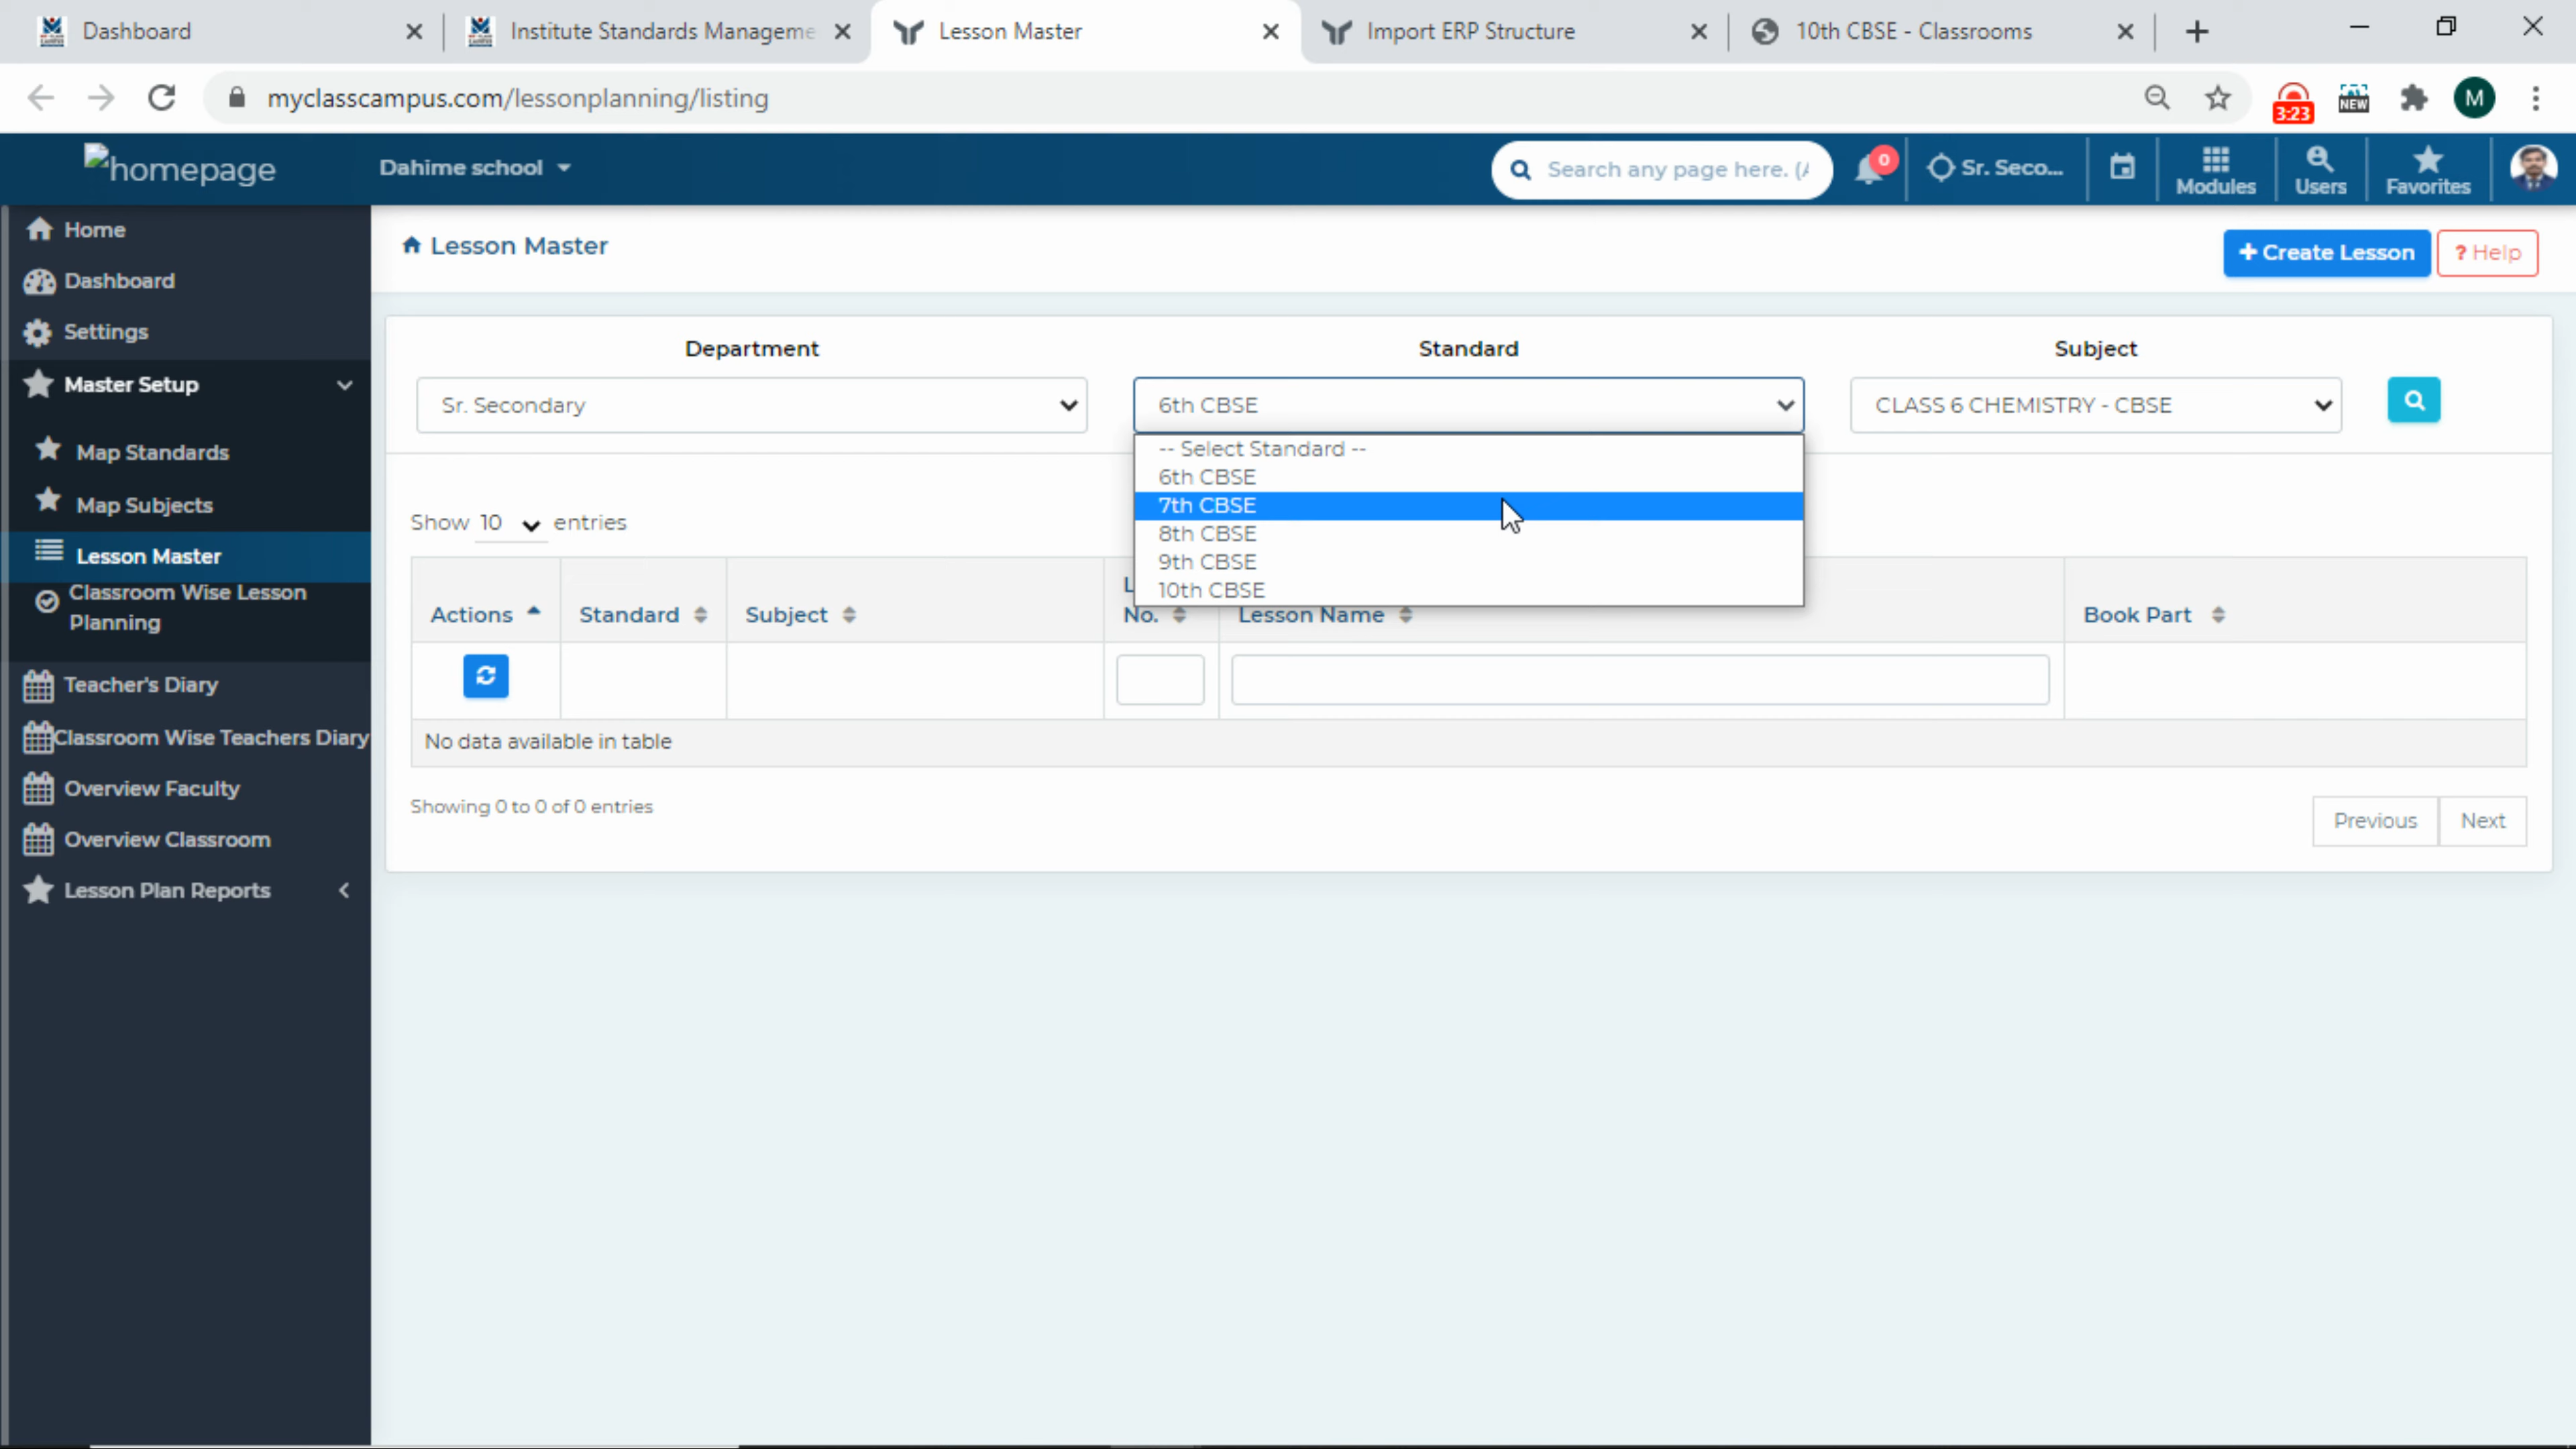 Dashboard
Institute Standards Manageme
Lesson Master
Import ERP Structure
10th CBSE - Classrooms
myclasscampus.com/lessonplanning/listing
3:23
NEW
M
homepage
Dahime school
Search any page here. (A
0
Sr. Seco...
Modules
Users
Favorites
Home
Dashboard
Settings
Master Setup
Map Standards
Map Subjects
Lesson Master
Classroom Wise Lesson
Planning
Teacher's Diary
Classroom Wise Teachers Diary
Overview Faculty
Overview Classroom
Lesson Plan Reports
Lesson Master
+ Create Lesson
? Help
Department
Standard
Subject
Sr. Secondary
6th CBSE
CLASS 6 CHEMISTRY - CBSE
-- Select Standard --
6th CBSE
7th CBSE
8th CBSE
9th CBSE
10th CBSE
Show 10 entries
Actions
Standard
Subject
No.
Lesson Name
Book Part
No data available in table
Showing 0 to 0 of 0 entries
Previous
Next